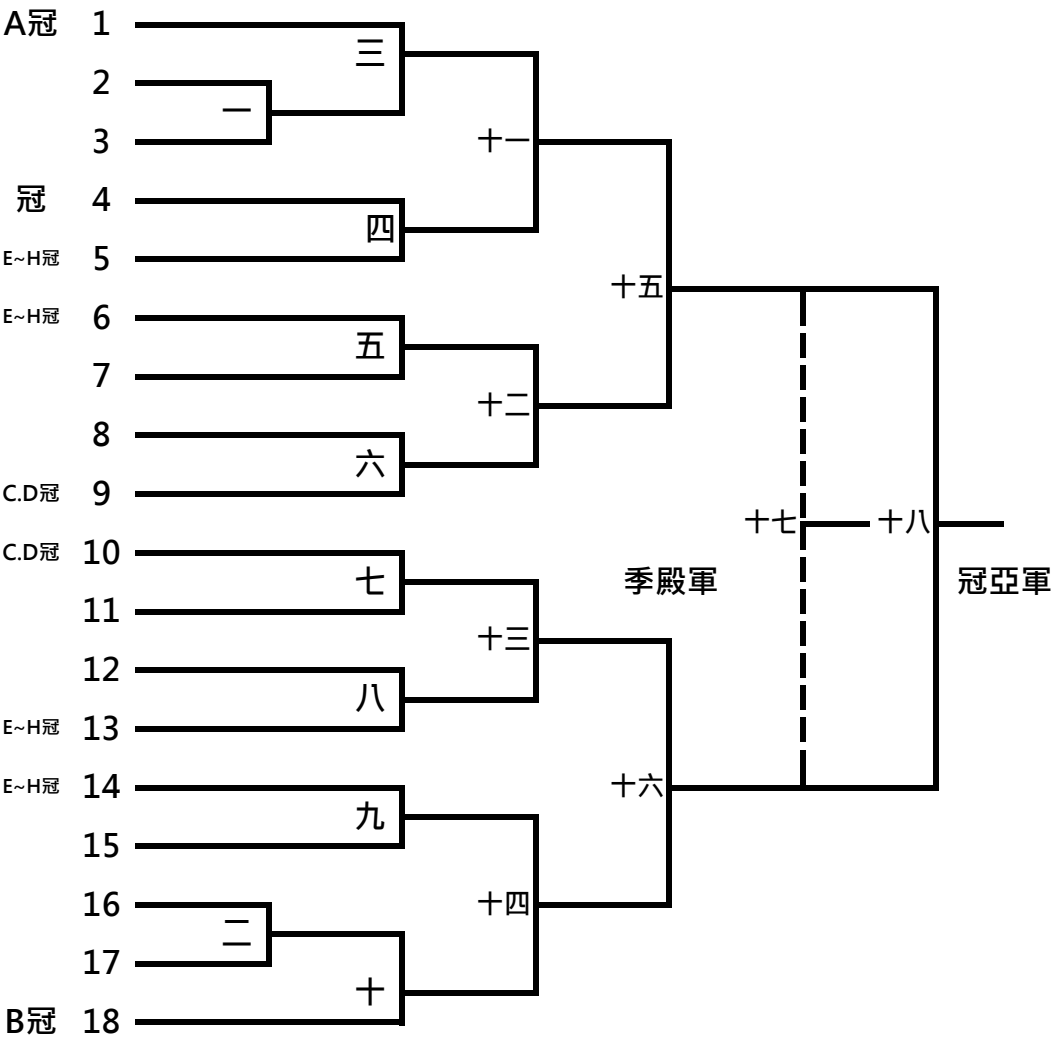 A冠 1
三
2
一
3
十一
冠 4
四
E~H冠 5
十五
E~H冠 6
五
7
十二
8
六
C.D冠 9
十七 十八
C.D冠 10
七 季殿軍 冠亞軍
11
十三
12
八
E~H冠 13
E~H冠 14 十六
九
15
16 十四
二
17
十
B冠 18